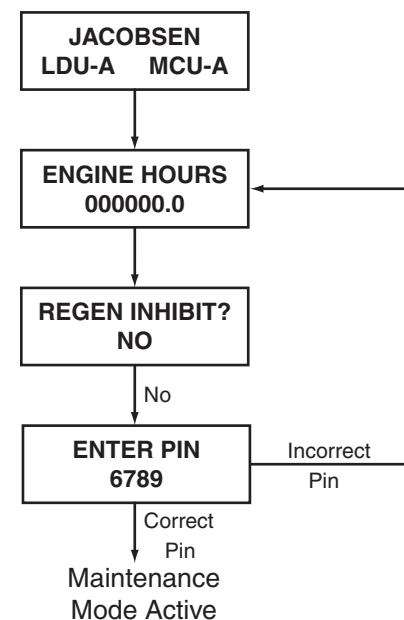 JACOBSEN
LDU-A MCU-A
ENGINE HOURS
000000.0
REGEN INHIBIT?
NO
No
ENTER PIN
6789
Incorrect
Pin
Correct
Pin
Maintenance
Mode Active